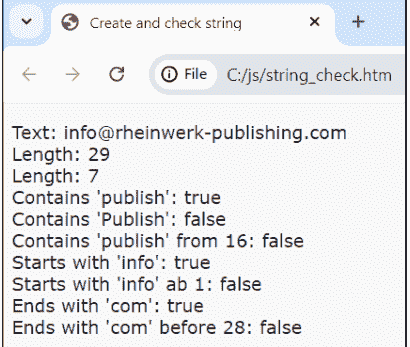 Create and check string
File C:/js/string_check.htm
Text: info@rheinwerk-publishing.com
Length: 29
Length: 7
Contains 'publish': true
Contains 'Publish': false
Contains 'publish' from 16: false
Starts with 'info': true
Starts with 'info' ab 1: false
Ends with 'com': true
Ends with 'com' before 28: false